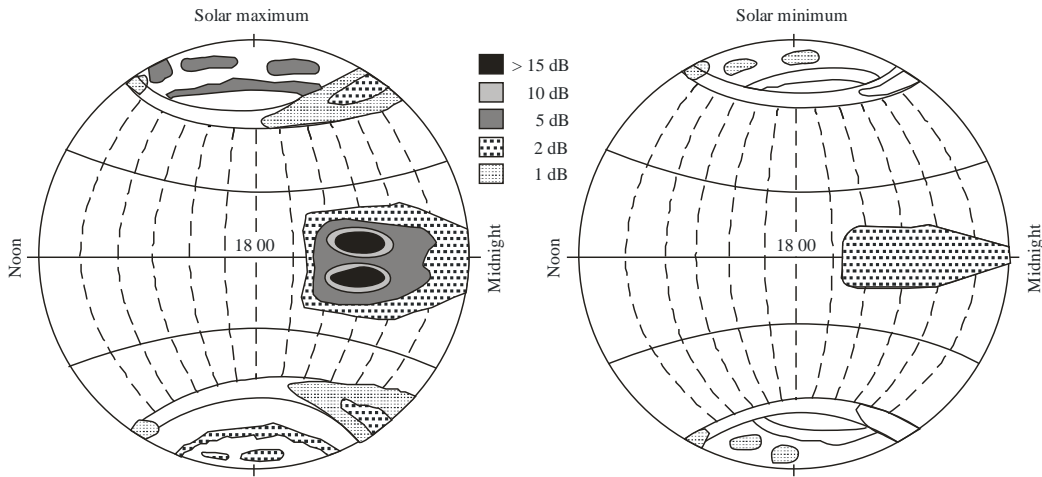 Solar maximum
Solar minimum
> 15 dB
10 dB
5 dB
2 dB
1 dB
Noon
18 00
Midnight
Noon
18 00
Midnight